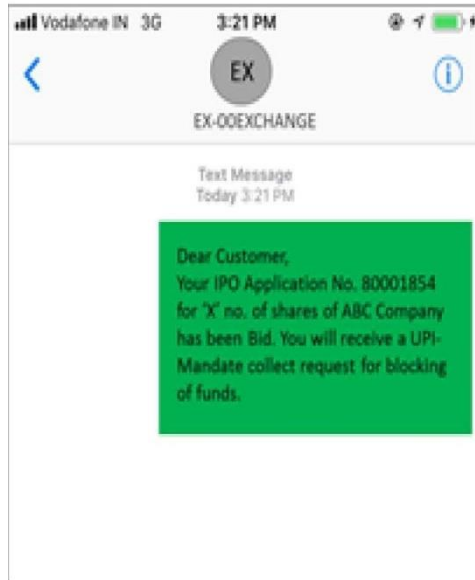 Vodafone IN 3G 3:21 PM
EX
EX-00EXCHANGE
Text Message
Today 3:21 PM
Dear Customer,
Your IPO Application No. 80001854
for 'X' no. of shares of ABC Company
has been Bid. You will receive a UPI-
Mandate collect request for blocking
of funds.